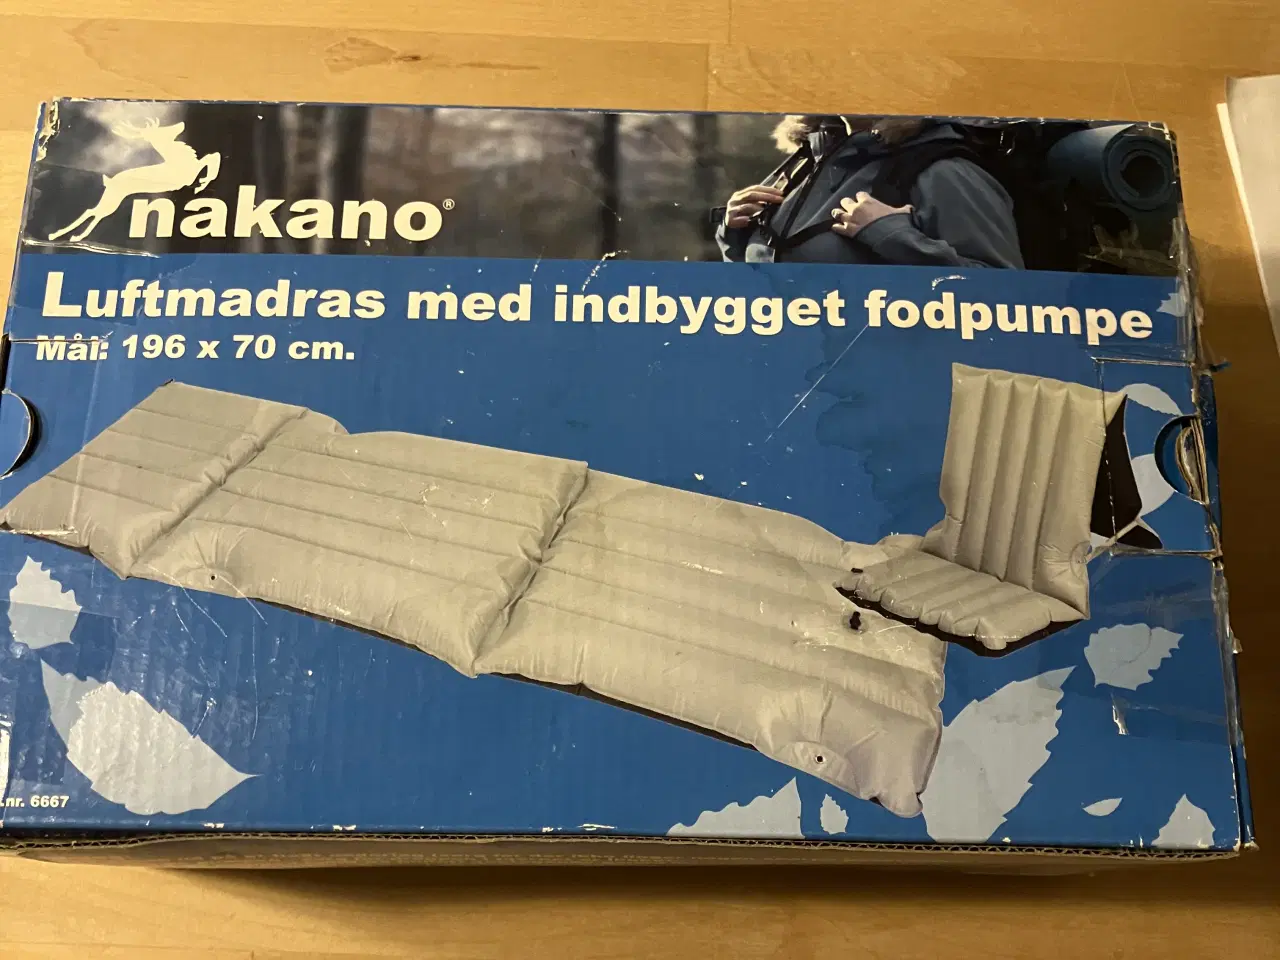 nakano®
Luftmadras med indbygget fodpumpe
Mål: 196 x 70 cm.
.nr. 6667